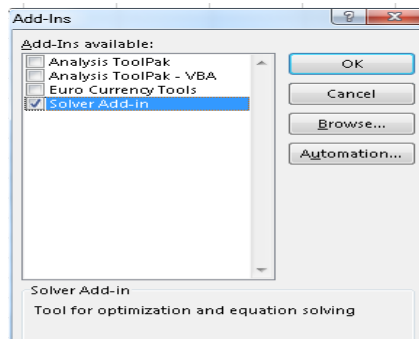 Add-Ins
Add-Ins available:
Analysis ToolPak
Analysis ToolPak - VBA
Euro Currency Tools
Solver Add-in
OK
Cancel
Browse...
Automation...
Solver Add-in
Tool for optimization and equation solving